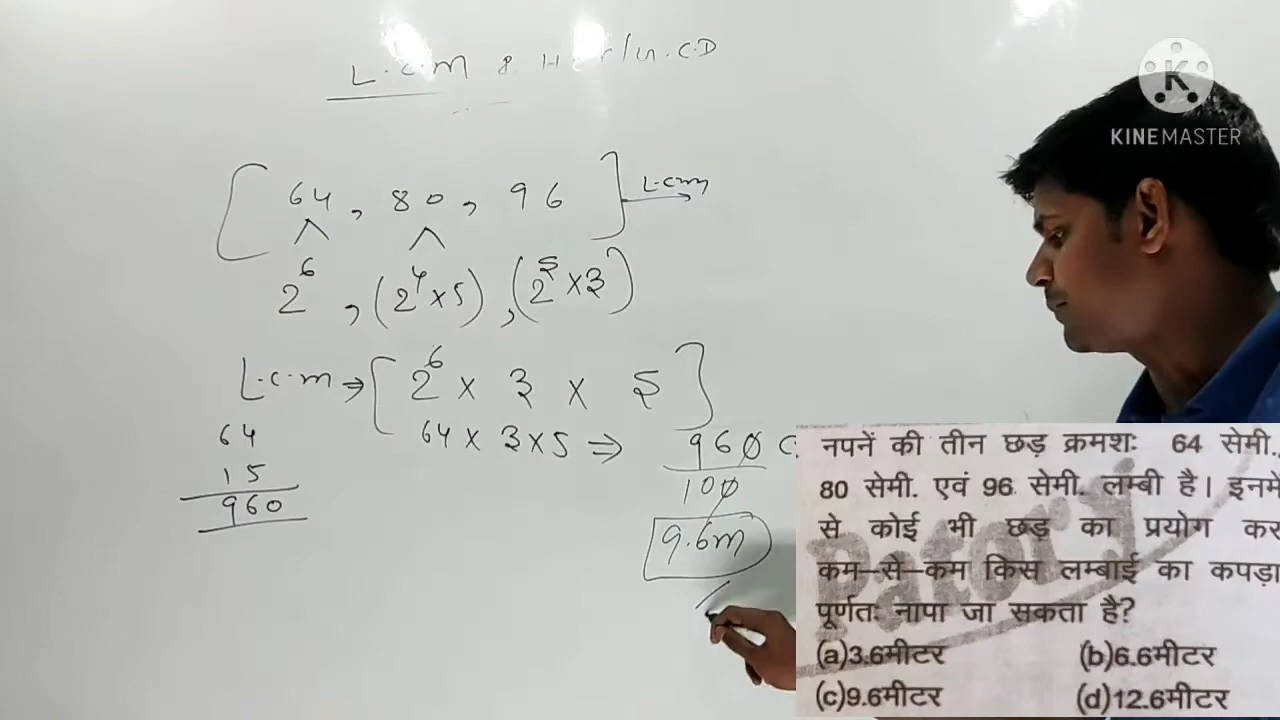 L.C.M & H.C.F/G.C.D
KINEMASTER
[64, 80, 96] L.C.M
2^6, (2^4 × 5), (2^5 × 3)
L.C.M ⇒ [2^6 × 3 × 5]
64 × 3 × 5 ⇒ 960 C
100
9.6m
64
15
960
नपनें की तीन छड़ क्रमशः 64 सेमी.,
80 सेमी. एवं 96 सेमी. लम्बी है। इनमें
से कोई भी छड़ का प्रयोग कर
कम-से-कम किस लम्बाई का कपड़ा
पूर्णतः नापा जा सकता है?
(a)3.6मीटर (b)6.6मीटर
(c)9.6मीटर (d)12.6मीटर